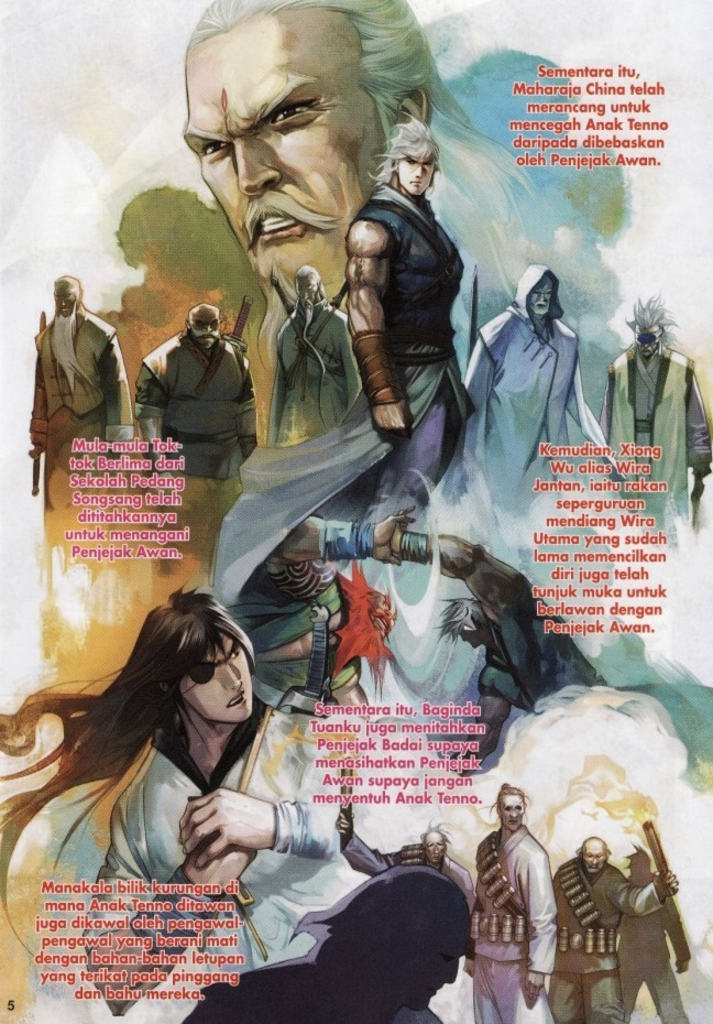 Sementara itu,
Maharaja China telah
merancang untuk
mencegah Anak Tenno
daripada dibebaskan
oleh Penjejak Awan.
Mula-mula Tok-
tok Berlima dari
Sekolah Pedang
Songsang telah
dititahkannya
untuk menangani
Penjejak Awan.
Kemudian, Xiong
Wu alias Wira
Jantan, iaitu rakan
seperguruan
mendiang Wira
Utama yang sudah
lama memencilkan
diri juga telah
tunjuk muka untuk
berlawan dengan
Penjejak Awan.
Sementara itu, Baginda
Tuanku juga menitahkan
Penjejak Badai supaya
menasihatkan Penjejak
Awan supaya jangan
menyentuh Anak Tenno.
Manakala bilik kurungan di
mana Anak Tenno ditawan
juga dikawal oleh pengawal-
pengawal yang berani mati
dengan bahan-bahan letupan
yang terikat pada pinggang
dan bahu mereka.
5